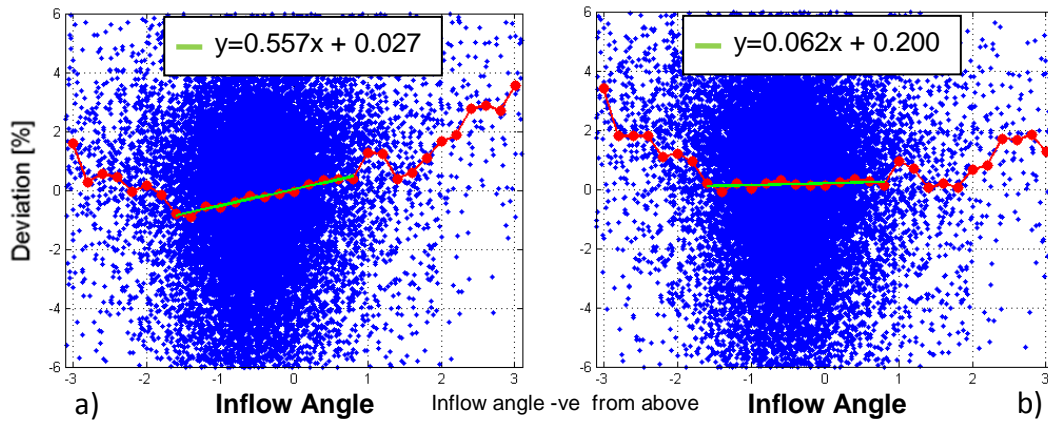 y=0.557x + 0.027
y=0.062x + 0.200
Deviation [%]
6
4
2
0
-2
-4
-6
-3 -2 -1 0 1 2 3
6
4
2
0
-2
-4
-6
-3 -2 -1 0 1 2 3
a) Inflow Angle Inflow angle -ve from above Inflow Angle b)